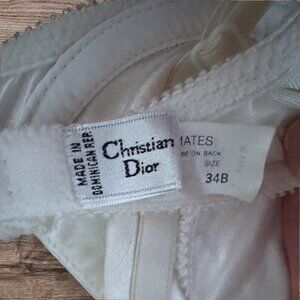 MADE IN
DOMINICAN REP.
Christian
Dior
MATES:
BE ON BACK
SIZE
34B